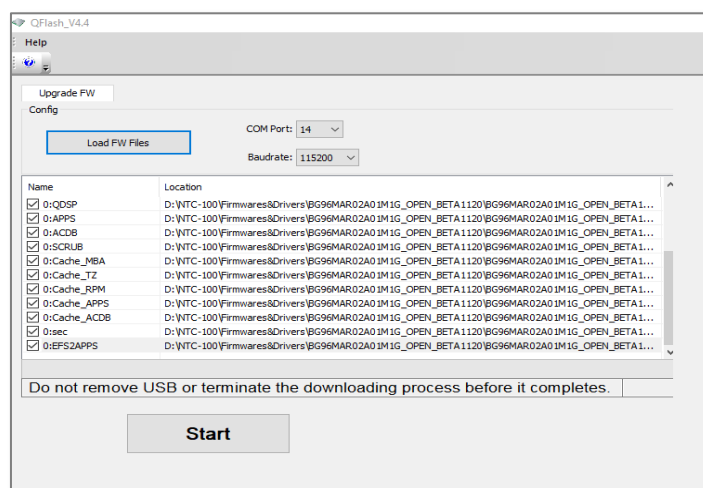 QFlash_V4.4
Help
Upgrade FW
Config
Load FW Files
COM Port: 14
Baudrate: 115200
Name Location
0:QDSP D:\NTC-100\Firmwares&Drivers\BG96MAR02A01M1G_OPEN_BETA1120\BG96MAR02A01M1G_OPEN_BETA1...
0:APPS D:\NTC-100\Firmwares&Drivers\BG96MAR02A01M1G_OPEN_BETA1120\BG96MAR02A01M1G_OPEN_BETA1...
0:ACDB D:\NTC-100\Firmwares&Drivers\BG96MAR02A01M1G_OPEN_BETA1120\BG96MAR02A01M1G_OPEN_BETA1...
0:SCRUB D:\NTC-100\Firmwares&Drivers\BG96MAR02A01M1G_OPEN_BETA1120\BG96MAR02A01M1G_OPEN_BETA1...
0:Cache_MBA D:\NTC-100\Firmwares&Drivers\BG96MAR02A01M1G_OPEN_BETA1120\BG96MAR02A01M1G_OPEN_BETA1...
0:Cache_TZ D:\NTC-100\Firmwares&Drivers\BG96MAR02A01M1G_OPEN_BETA1120\BG96MAR02A01M1G_OPEN_BETA1...
0:Cache_RPM D:\NTC-100\Firmwares&Drivers\BG96MAR02A01M1G_OPEN_BETA1120\BG96MAR02A01M1G_OPEN_BETA1...
0:Cache_APPS D:\NTC-100\Firmwares&Drivers\BG96MAR02A01M1G_OPEN_BETA1120\BG96MAR02A01M1G_OPEN_BETA1...
0:Cache_ACDB D:\NTC-100\Firmwares&Drivers\BG96MAR02A01M1G_OPEN_BETA1120\BG96MAR02A01M1G_OPEN_BETA1...
0:sec D:\NTC-100\Firmwares&Drivers\BG96MAR02A01M1G_OPEN_BETA1120\BG96MAR02A01M1G_OPEN_BETA1...
0:EFS2APPS D:\NTC-100\Firmwares&Drivers\BG96MAR02A01M1G_OPEN_BETA1120\BG96MAR02A01M1G_OPEN_BETA1...
Do not remove USB or terminate the downloading process before it completes.
Start